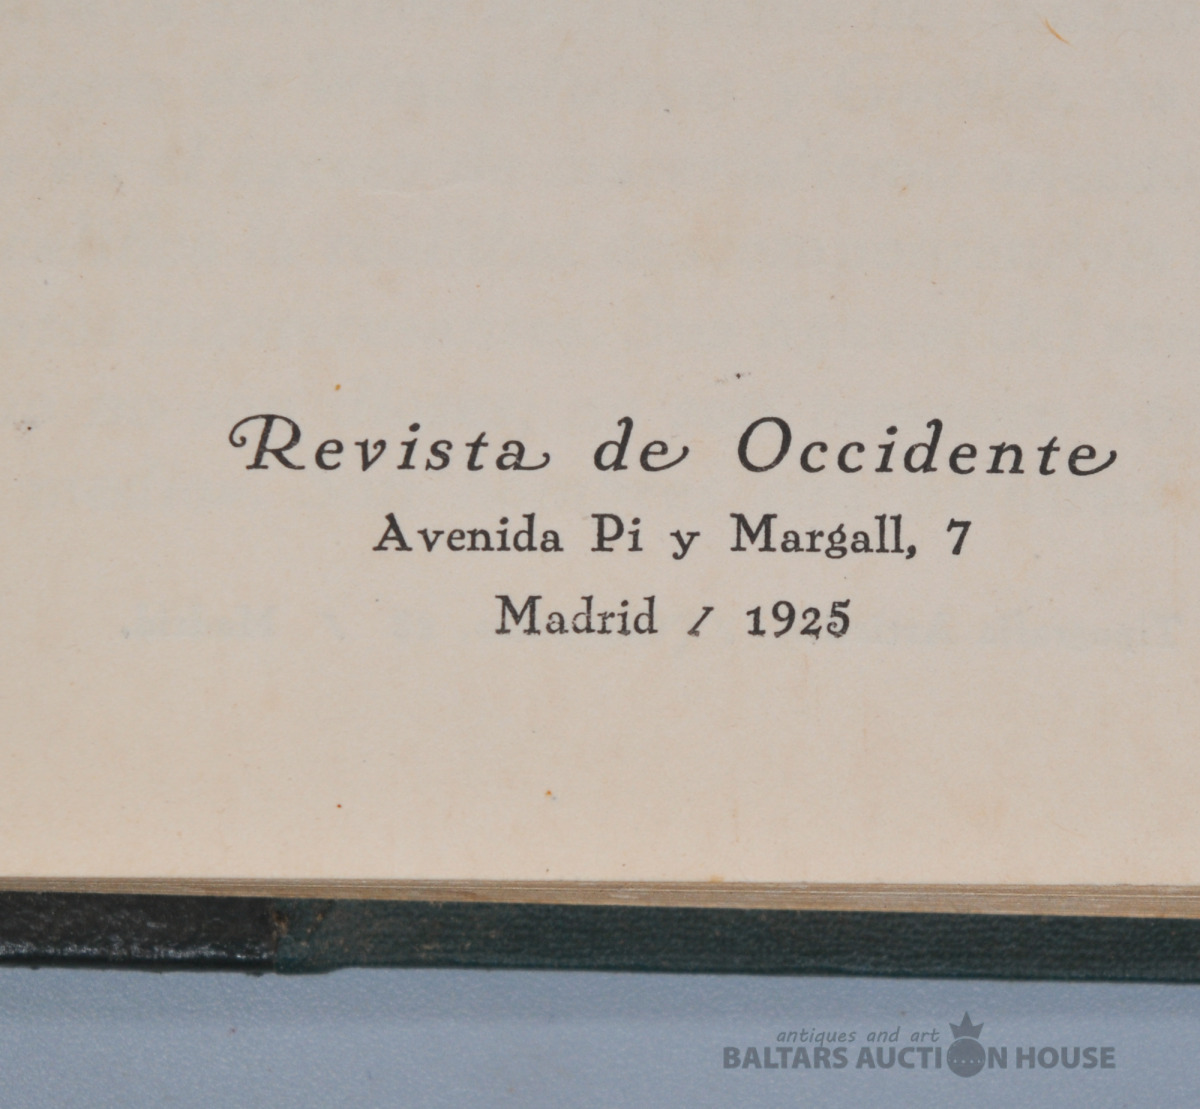 Revista de Occidente
Avenida Pi y Margall, 7
Madrid / 1925
antiques and art
BALTARS AUCTION HOUSE